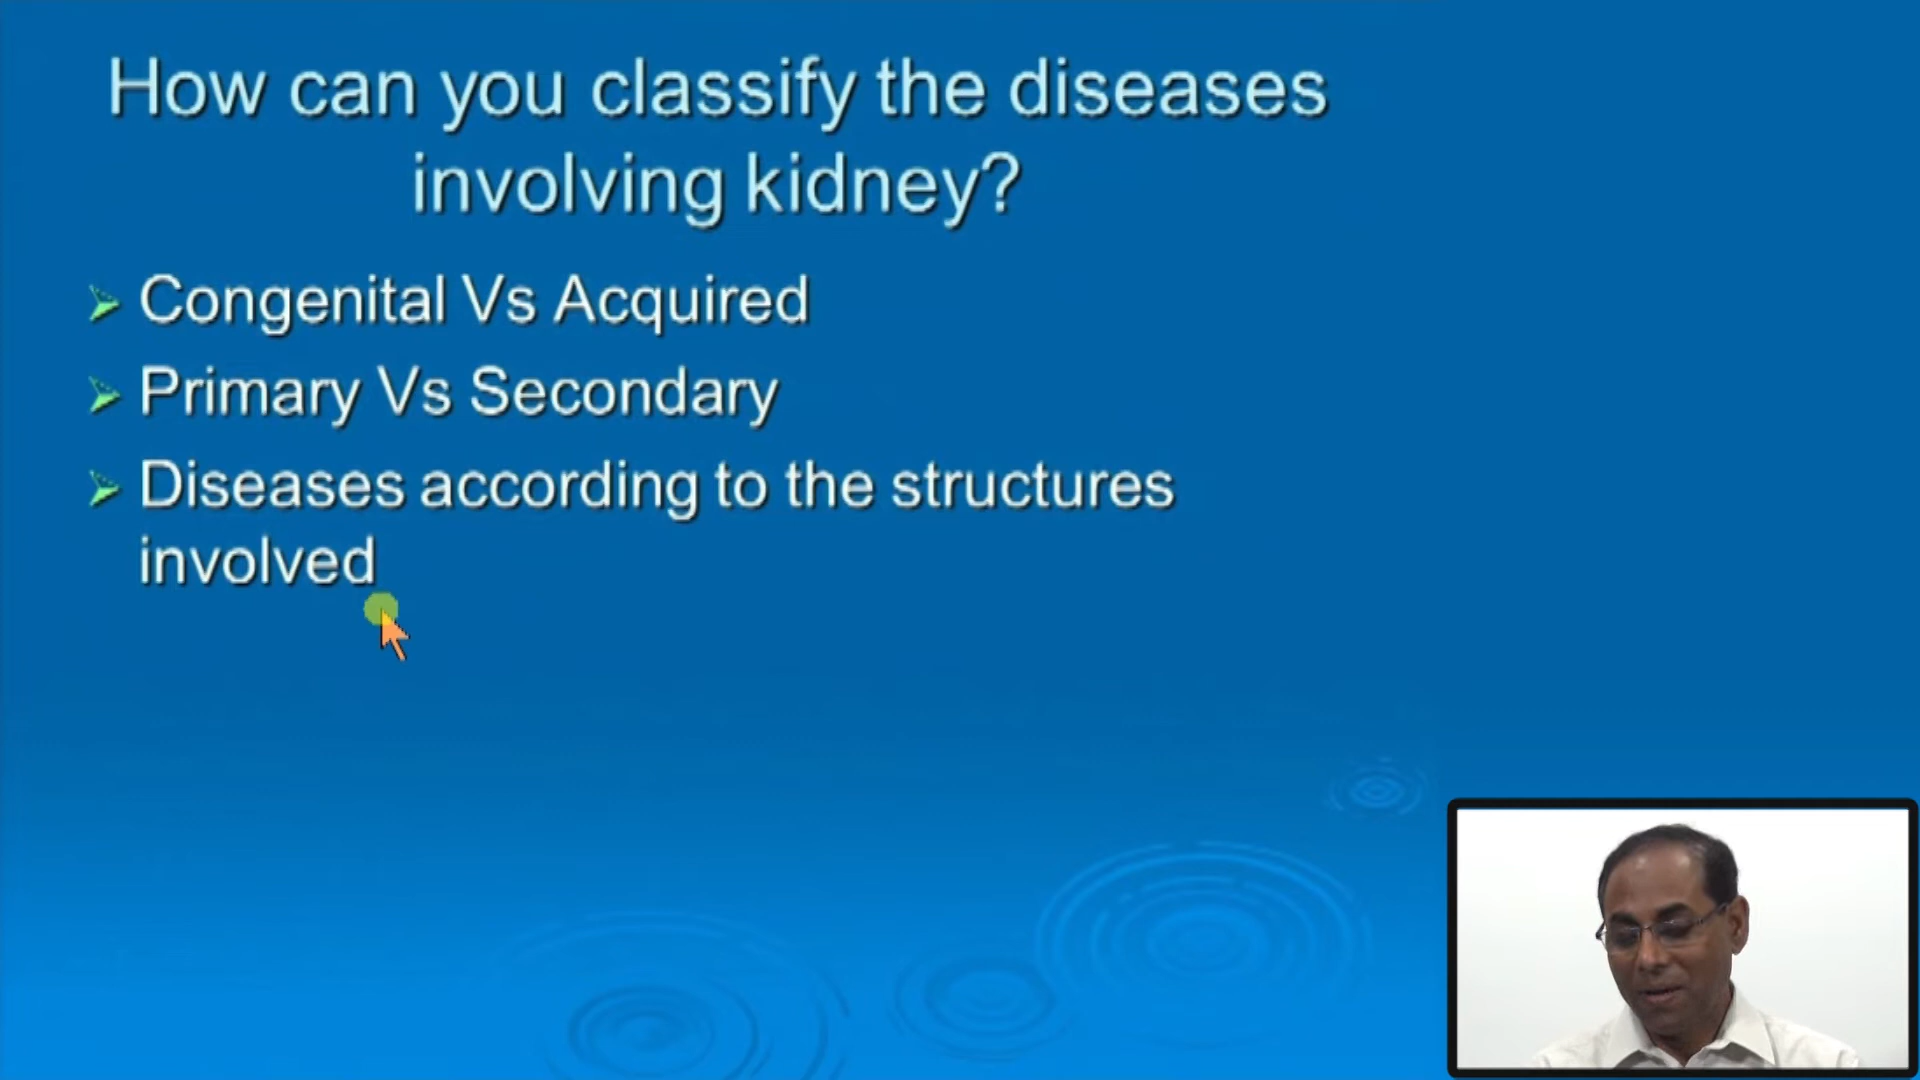 How can you classify the diseases
involving kidney?
Congenital Vs Acquired
Primary Vs Secondary
Diseases according to the structures
involved